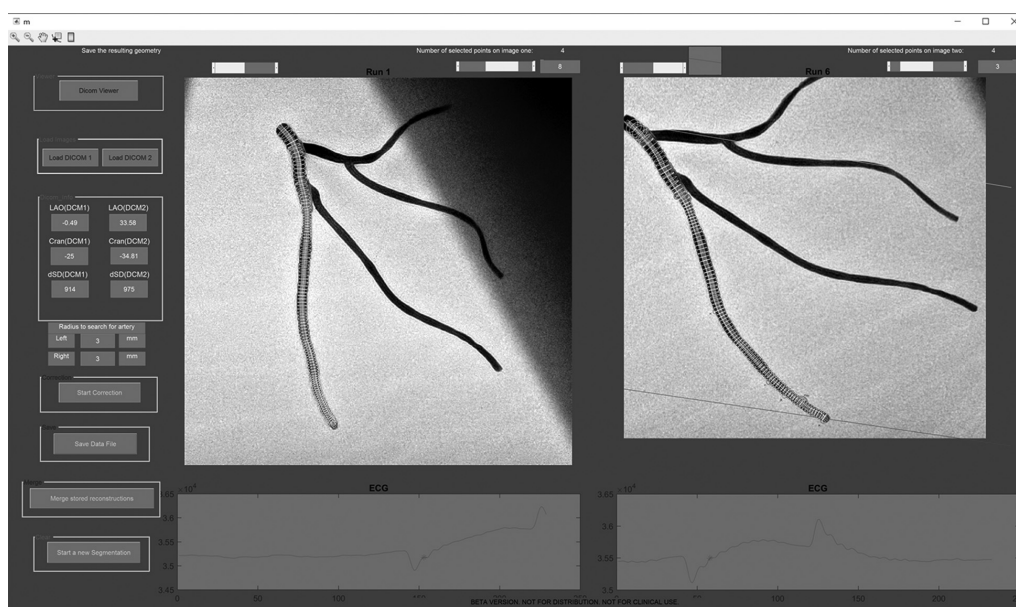 m
Save the resulting geometry
Number of selected points on image one: 4
Number of selected points on image two: 4
8
3
Run 1
Run 6
Dicom Viewer
Load DICOM 1 Load DICOM 2
LAO(DCM1) LAO(DCM2)
-0.49 33.58
Cran(DCM1) Cran(DCM2)
-25 -34.81
dSD(DCM1) dSD(DCM2)
914 975
Radius to search for artery
Left 3 mm
Right 3 mm
Correction
Start Correction
Save
Save Data File
Merge
Merge stored reconstructions
Start a new Segmentation
ECG
3.65
3.6
3.55
3.5
3.45
0 50 100 150 200 250
ECG
3.65
3.6
3.55
3.5
0 50 100 200
BETA VERSION. NOT FOR DISTRIBUTION. NOT FOR CLINICAL USE.